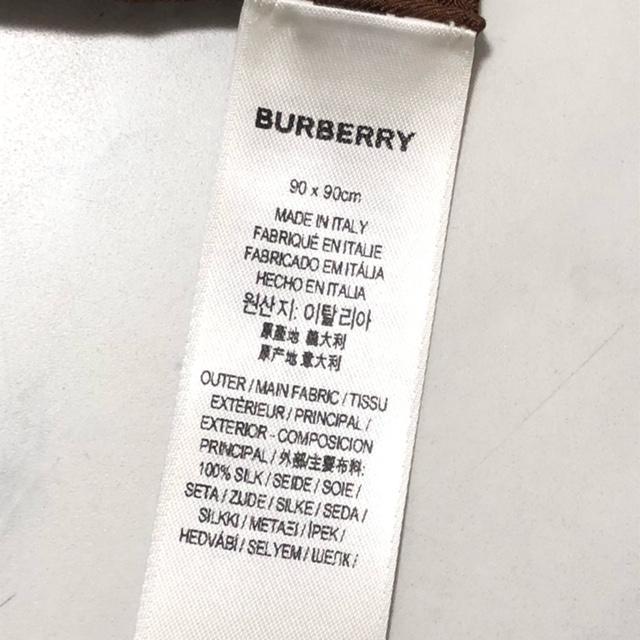 BURBERRY
90 x 90cm
MADE IN ITALY
FABRIQUÉ EN ITALIE
FABRICADO EM ITÁLIA
HECHO EN ITALIA
원산지: 이탈리아
原產地 義大利
原产地 意大利
OUTER / MAIN FABRIC / TISSU
EXTÉRIEUR / PRINCIPAL /
EXTERIOR - COMPOSICION
PRINCIPAL / 外部/主要布料:
100% SILK / SEIDE / SOIE /
SETA / ZIJDE / SILKE / SEDA /
SILKKI / ΜΕΤΑΞΙ / İPEK /
HEDVÁBÍ / SELYEM / ШЕЛК /